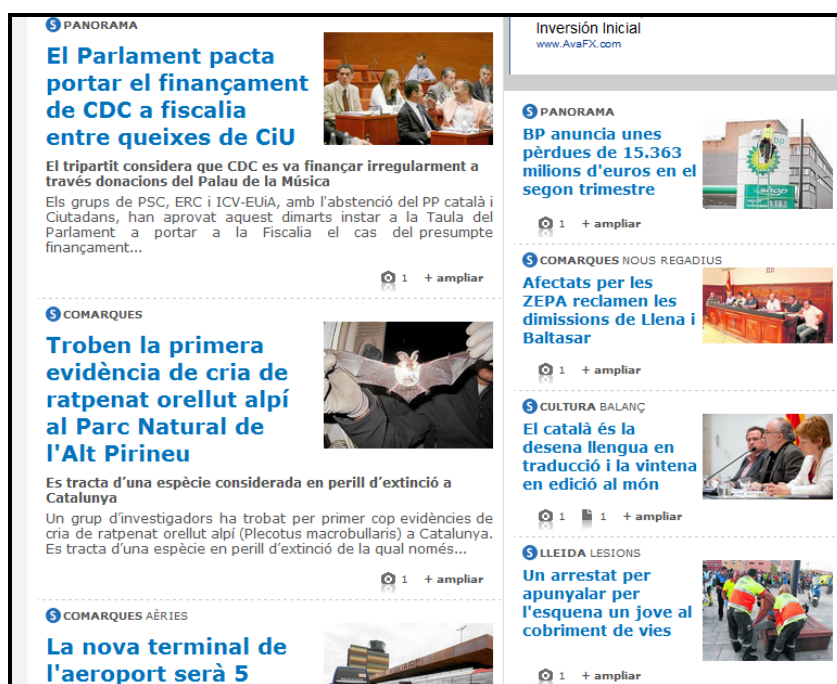 PANORAMA
El Parlament pacta
portar el finançament
de CDC a fiscalia
entre queixes de CiU
El tripartit considera que CDC es va finançar irregularment a
través donacions del Palau de la Música
Els grups de PSC, ERC i ICV-EUiA, amb l'abstenció del PP català i
Ciutadans, han aprovat aquest dimarts instar a la Taula del
Parlament a portar a la Fiscalia el cas del presumpte
finançament...
1 + ampliar
COMARQUES
Troben la primera
evidència de cria de
ratpenat orellut alpí
al Parc Natural de
l'Alt Pirineu
Es tracta d´una espècie considerada en perill d´extinció a
Catalunya
Un grup d´investigadors ha trobat per primer cop evidències de
cria de ratpenat orellut alpí (Plecotus macrobullaris) a Catalunya.
Es tracta d´una espècie en perill d´extinció de la qual només...
1 + ampliar
COMARQUES AÈRIES
La nova terminal de
l'aeroport serà 5
Inversión Inicial
www.AvaFX.com
PANORAMA
BP anuncia unes
pèrdues de 15.363
milions d'euros en el
segon trimestre
bp
shop
1 + ampliar
COMARQUES NOUS REGADIUS
Afectats per les
ZEPA reclamen les
dimissions de Llena i
Baltasar
1 + ampliar
CULTURA BALANÇ
El català és la
desena llengua en
traducció i la vintena
en edició al món
1 1 + ampliar
LLEIDA LESIONS
Un arrestat per
apunyalar per
l'esquena un jove al
cobriment de vies
1 + ampliar